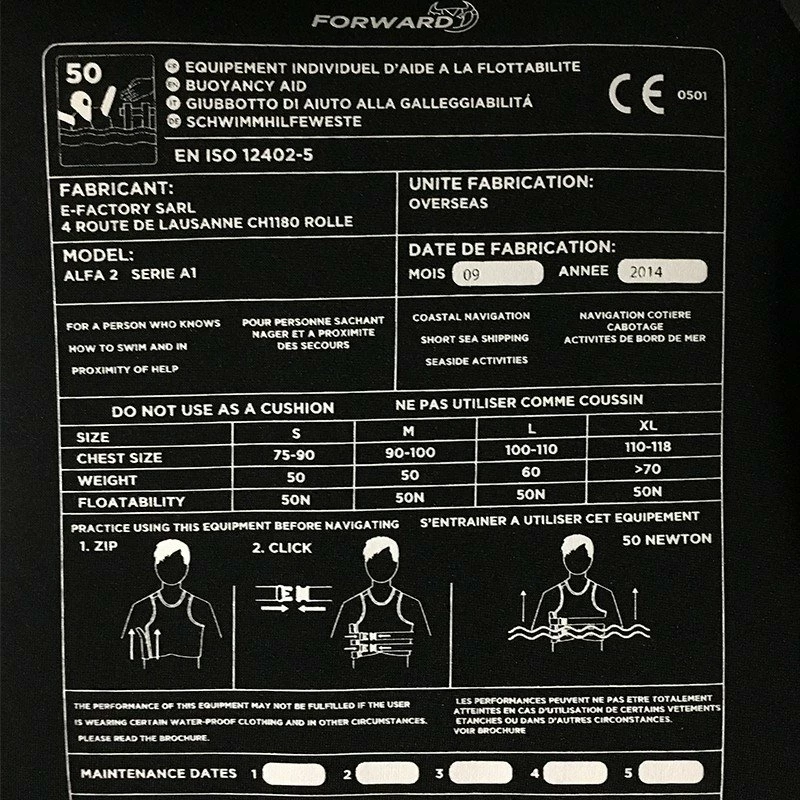 FORWARD
50
FR EQUIPEMENT INDIVIDUEL D'AIDE A LA FLOTTABILITE
EN BUOYANCY AID
IT GIUBBOTTO DI AIUTO ALLA GALLEGGIABILITÁ
DE SCHWIMMHILFEWESTE
CE 0501
EN ISO 12402-5
FABRICANT:
E-FACTORY SARL
4 ROUTE DE LAUSANNE CH1180 ROLLE
UNITE FABRICATION:
OVERSEAS
MODEL:
ALFA 2 SERIE A1
DATE DE FABRICATION:
MOIS 09 ANNEE 2014
FOR A PERSON WHO KNOWS
HOW TO SWIM AND IN
PROXIMITY OF HELP
POUR PERSONNE SACHANT
NAGER ET A PROXIMITE
DES SECOURS
COASTAL NAVIGATION
SHORT SEA SHIPPING
SEASIDE ACTIVITIES
NAVIGATION COTIERE
CABOTAGE
ACTIVITES DE BORD DE MER
DO NOT USE AS A CUSHION NE PAS UTILISER COMME COUSSIN
SIZE S M L XL
CHEST SIZE 75-90 90-100 100-110 110-118
WEIGHT 50 50 60 >70
FLOATABILITY 50N 50N 50N 50N
PRACTICE USING THIS EQUIPMENT BEFORE NAVIGATING S'ENTRAINER A UTILISER CET EQUIPEMENT
1. ZIP 2. CLICK 50 NEWTON
THE PERFORMANCE OF THIS EQUIPMENT MAY NOT BE FULFILLED IF THE USER
IS WEARING CERTAIN WATER-PROOF CLOTHING AND IN OTHER CIRCUMSTANCES.
PLEASE READ THE BROCHURE.
LES PERFORMANCES PEUVENT NE PAS ETRE TOTALEMENT
ATTEINTES EN CAS D'UTILISATION DE CERTAINS VETEMENTS
ETANCHES OU DANS D'AUTRES CIRCONSTANCES.
VOIR BROCHURE
MAINTENANCE DATES 1 2 3 4 5